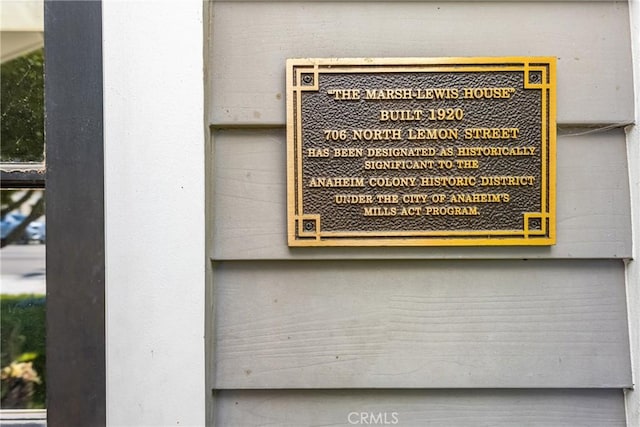 "THE MARSH-LEWIS HOUSE"
BUILT 1920
706 NORTH LEMON STREET
HAS BEEN DESIGNATED AS HISTORICALLY
SIGNIFICANT TO THE
ANAHEIM COLONY HISTORIC DISTRICT
UNDER THE CITY OF ANAHEIM'S
MILLS ACT PROGRAM.
CRMLS